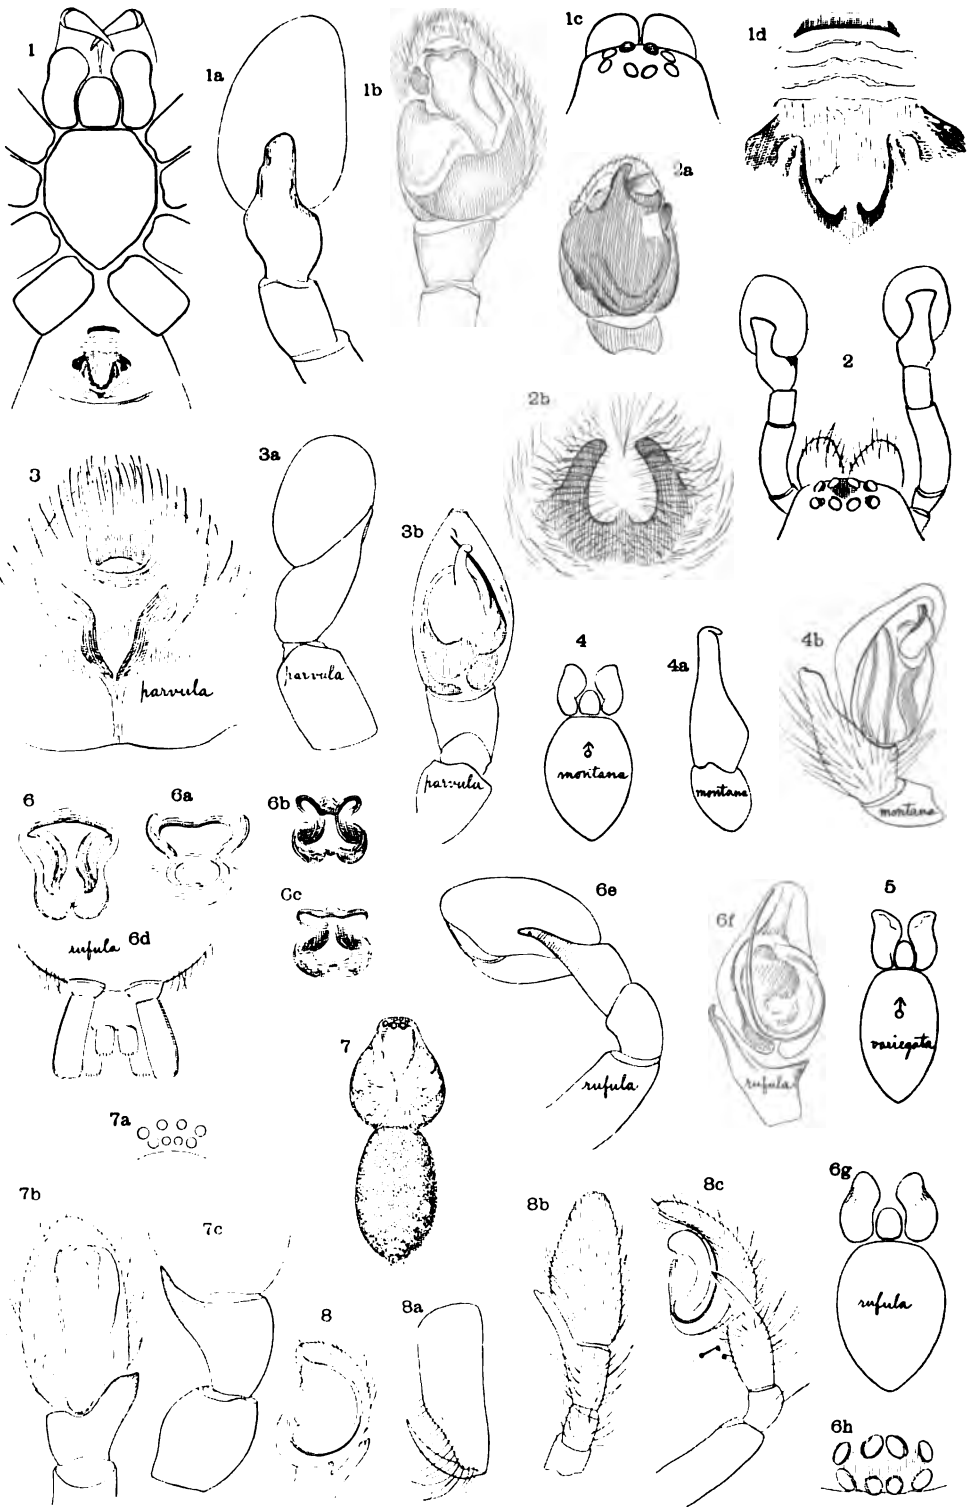 1
1a
1b
1c
1d
2a
2b
2
3
parvula
3a
parvula
3b
parvula
4
♂
montana
4a
montana
4b
montana
5
♂
variegata
6
6a
6b
6c
rufula 6d
6e
rufula
6f
rufula
6g
rufula
6h
7
7a
7b
7c
8
8a
8b
8c